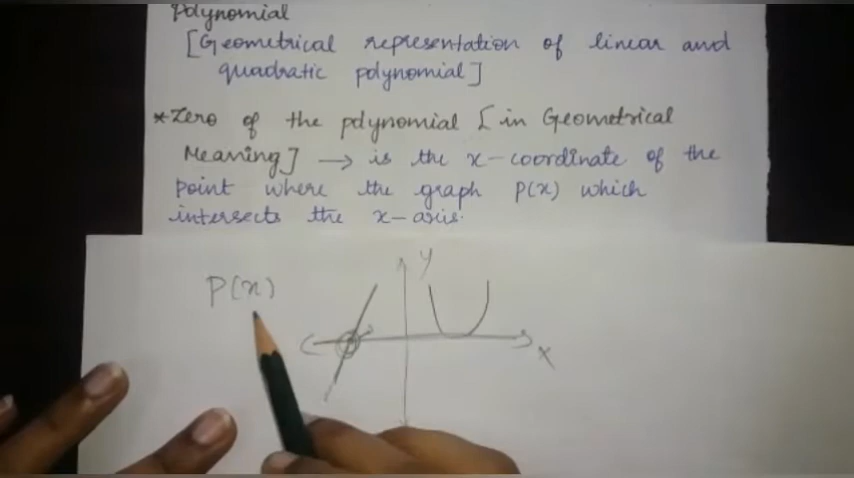 Polynomial
[Geometrical representation of linear and
quadratic polynomial]
*Zero of the polynomial [in Geometrical
Meaning] → is the x-coordinate of the
point where the graph P(x) which
intersects the x-axis.
P(x)
y
x